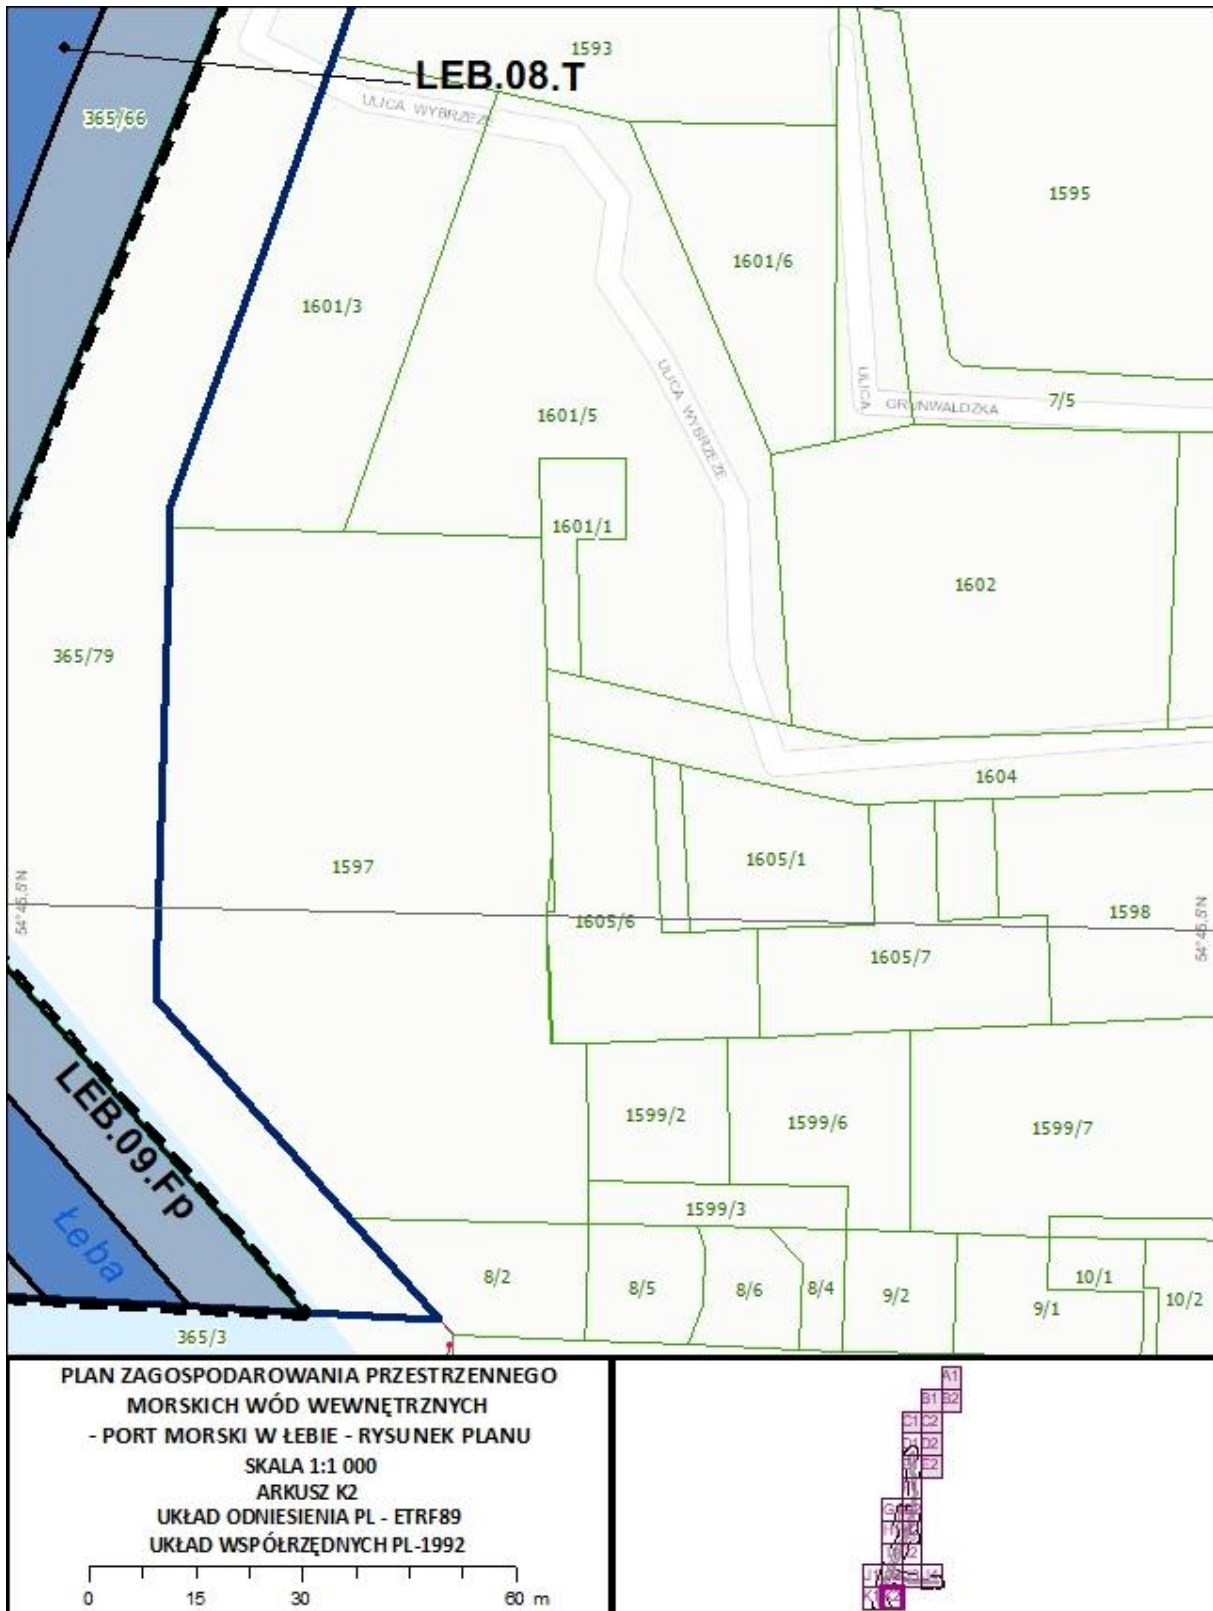 1593
LEB.08.T
ULICA WYBRZEŻE
365/66
1595
1601/6
1601/3
ULICA WYBRZEŻE
ULICA GRUNWALDZKA
7/5
1601/5
1601/1
1602
365/79
1604
1597
1605/1
54°45,5'N
1605/6
1598
54°45,5'N
1605/7
LEB.09.Fp
1599/2
1599/6
1599/7
1599/3
Łeba
8/2
8/5
8/6
8/4
9/2
10/1
9/1
10/2
365/3
PLAN ZAGOSPODAROWANIA PRZESTRZENNEGO
MORSKICH WÓD WEWNĘTRZNYCH
- PORT MORSKI W ŁEBIE - RYSUNEK PLANU
SKALA 1:1 000
ARKUSZ K2
UKŁAD ODNIESIENIA PL - ETRF89
UKŁAD WSPÓŁRZĘDNYCH PL-1992
0 15 30 60 m
A1
B1 B2
C1 C2
D1 D2
E2
J1 J4
K1 K2